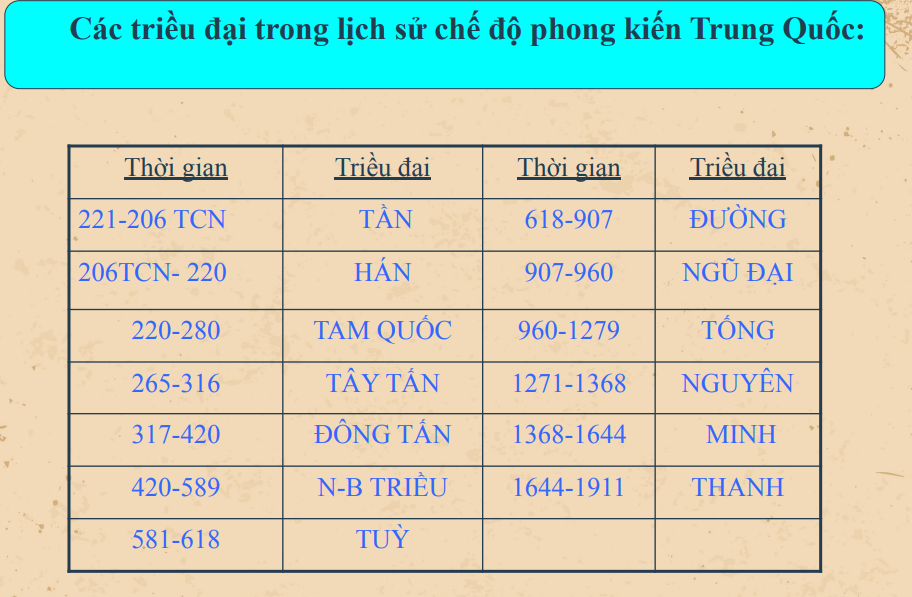 Các triều đại trong lịch sử chế độ phong kiến Trung Quốc:
Thời gian Triều đai Thời gian Triều đai
221-206 TCN TẦN 618-907 ĐƯỜNG
206TCN- 220 HÁN 907-960 NGŨ ĐẠI
220-280 TAM QUỐC 960-1279 TỐNG
265-316 TÂY TẤN 1271-1368 NGUYÊN
317-420 ĐÔNG TẤN 1368-1644 MINH
420-589 N-B TRIỀU 1644-1911 THANH
581-618 TUỲ